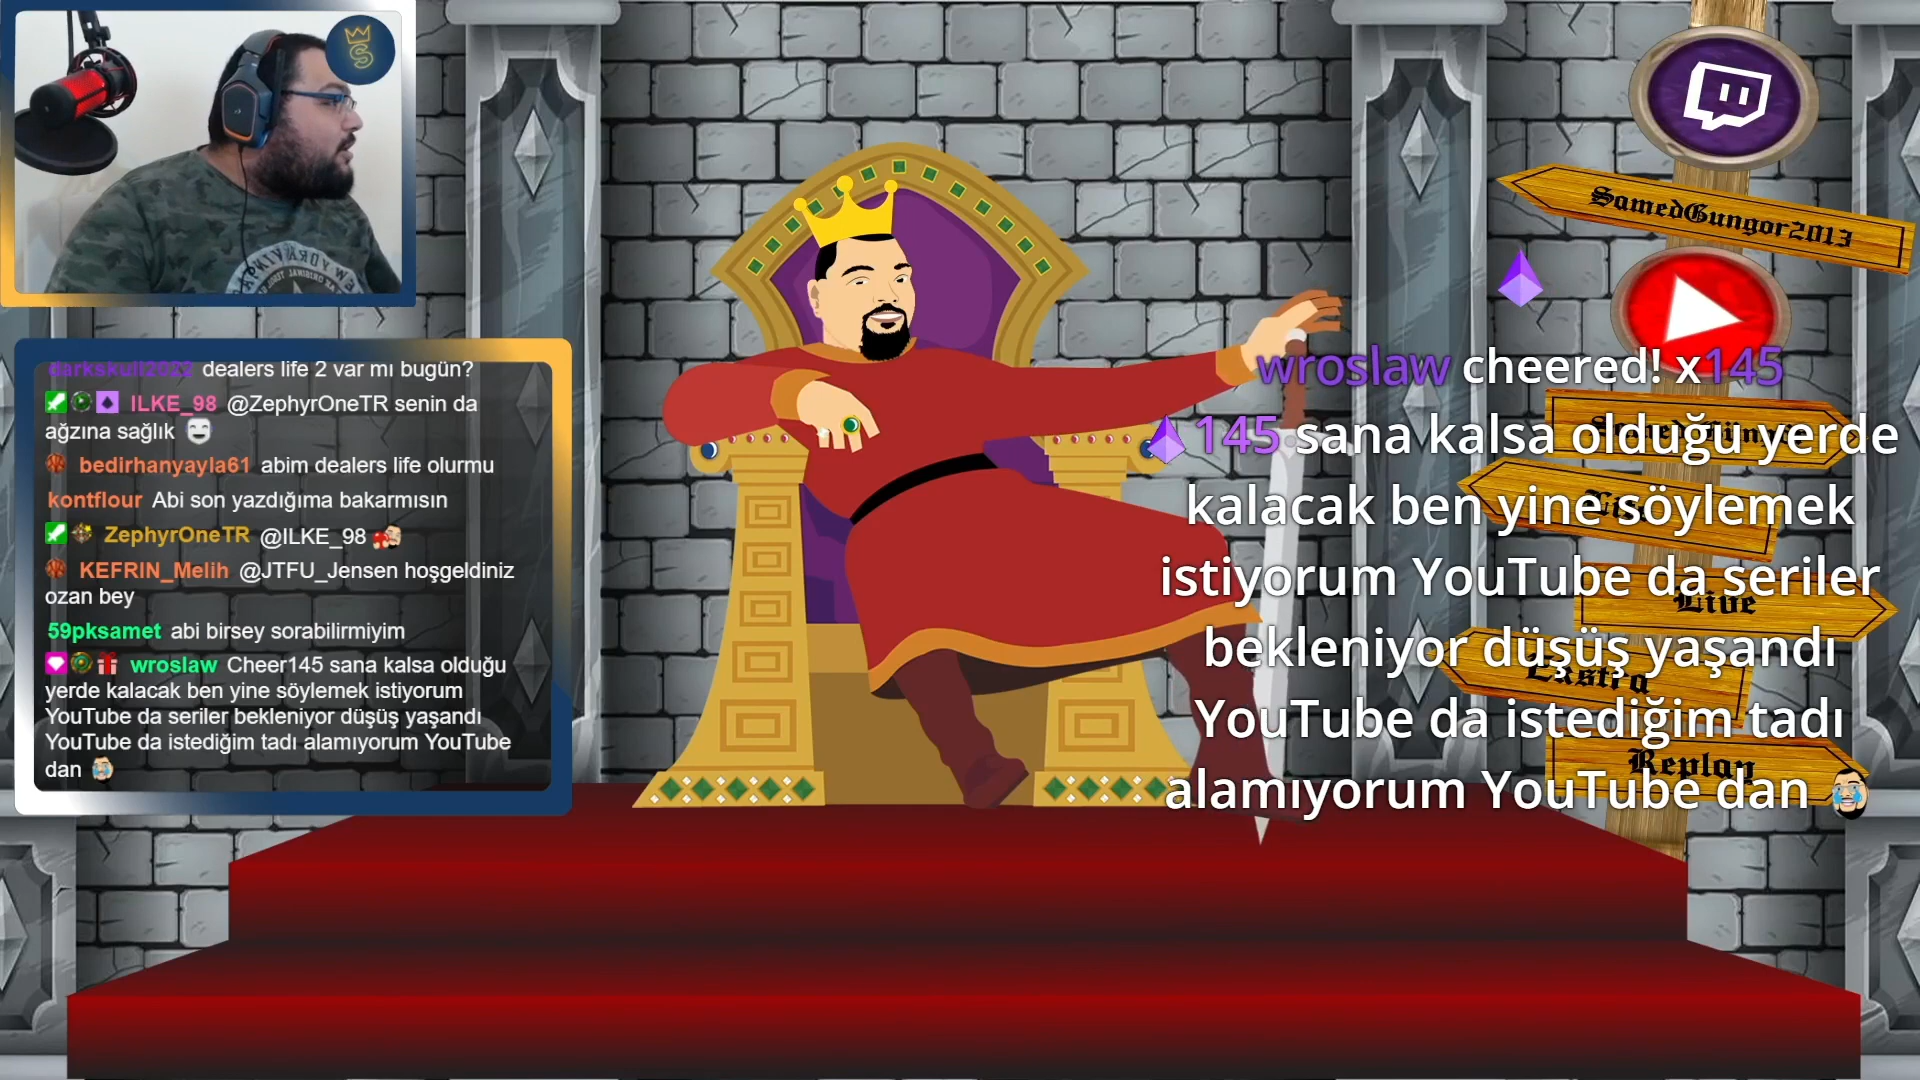 darkskull2022 dealers life 2 var mı bugün?
ILKE_98 @ZephyrOneTR senin da
ağzına sağlık
bedirhanyayla61 abim dealers life olurmu
kontflour Abi son yazdığıma bakarmısın
ZephyrOneTR @ILKE_98
KEFRIN_Melih @JTFU_Jensen hoşgeldiniz
ozan bey
59pksamet abi birsey sorabilirmiyim
wroslaw Cheer145 sana kalsa olduğu
yerde kalacak ben yine söylemek istiyorum
YouTube da seriler bekleniyor düşüş yaşandı
YouTube da istediğim tadı alamıyorum YouTube
dan
SamedGungor2013
wroslaw cheered! x145
145 sana kalsa olduğu yerde
kalacak ben yine söylemek
istiyorum YouTube da seriler
Live
bekleniyor düşüş yaşandı
Ekstra
YouTube da istediğim tadı
Replay
alamıyorum YouTube dan